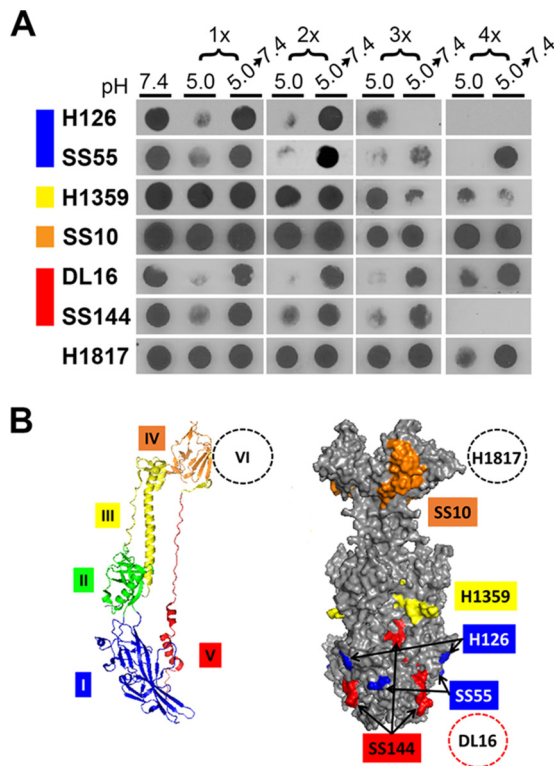 A
1x 2x 3x 4x
pH 7.4 5.0 5.0➔7.4 5.0 5.0➔7.4 5.0 5.0➔7.4 5.0 5.0➔7.4
H126
SS55
H1359
SS10
DL16
SS144
H1817
B
IV VI H1817
SS10
III
II
H1359
H126
I V
SS55
SS144 DL16